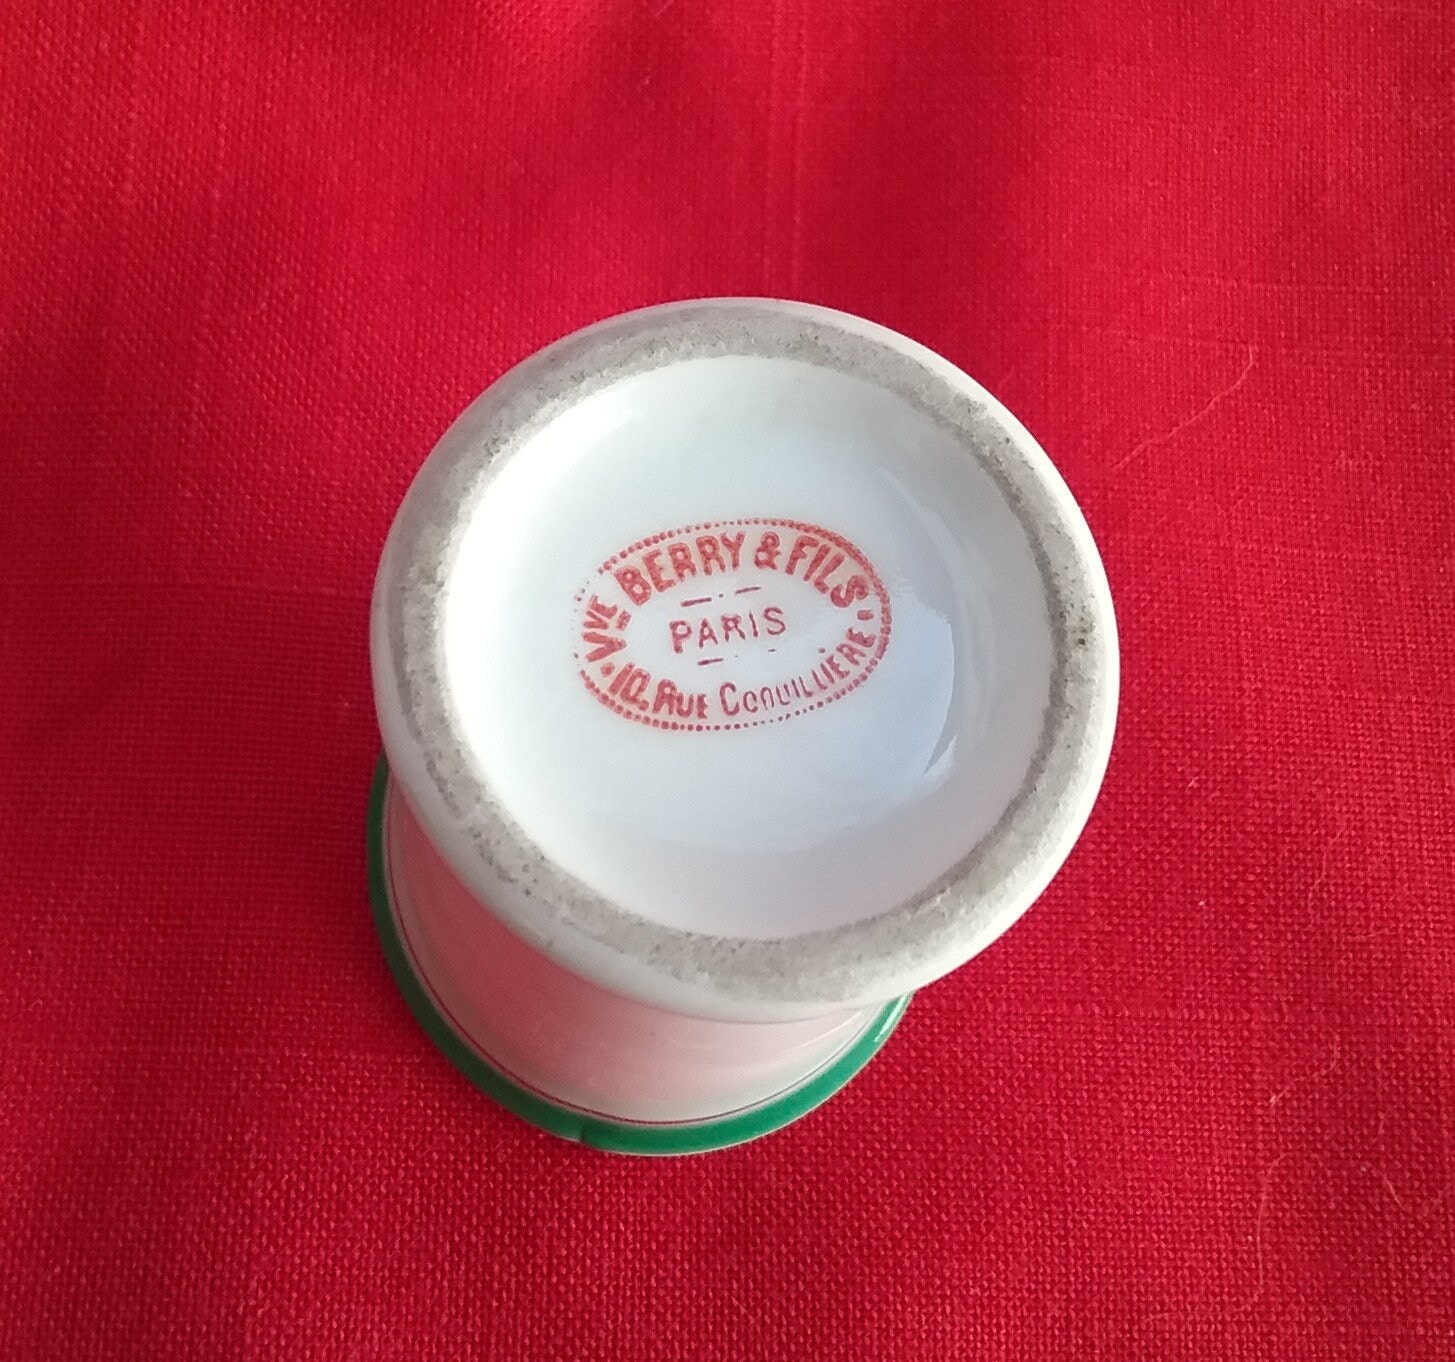 Vve BERRY & FILS
PARIS
10, RUE COQUILLIÈRE